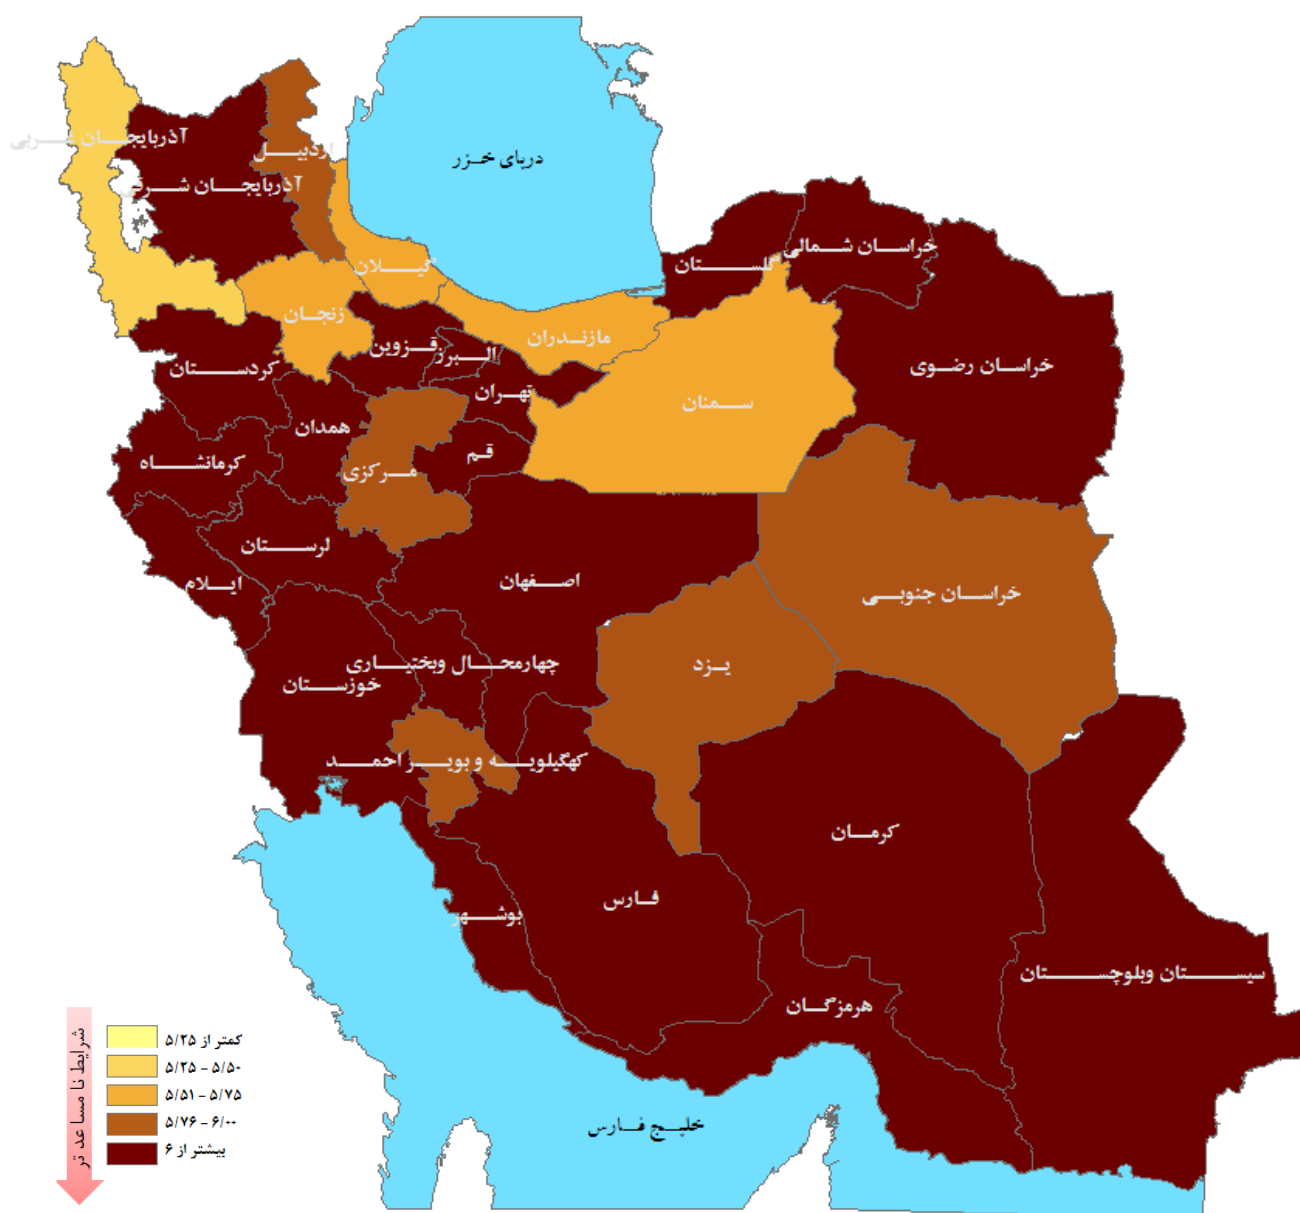 دریای خزر
آذربایجان غربی
اردبیل
آذربایجان شرقی
گیلان
گلستان
خراسان شمالی
زنجان
مازندران
قزوین
البرز
کردستان
خراسان رضوی
تهران
سمنان
همدان
قم
کرمانشاه
مرکزی
لرستان
ایلام
اصفهان
خراسان جنوبی
چهارمحال وبختیاری
یزد
خوزستان
کهگیلویه و بویر احمد
کرمان
فارس
بوشهر
سیستان وبلوچستان
هرمزگان
خلیج فارس
شرایط نا مساعد تر
کمتر از ۵/۲۵
۵/۲۵ - ۵/۵۰
۵/۵۱ - ۵/۷۵
۵/۷۶ - ۶/۰۰
بیشتر از ۶